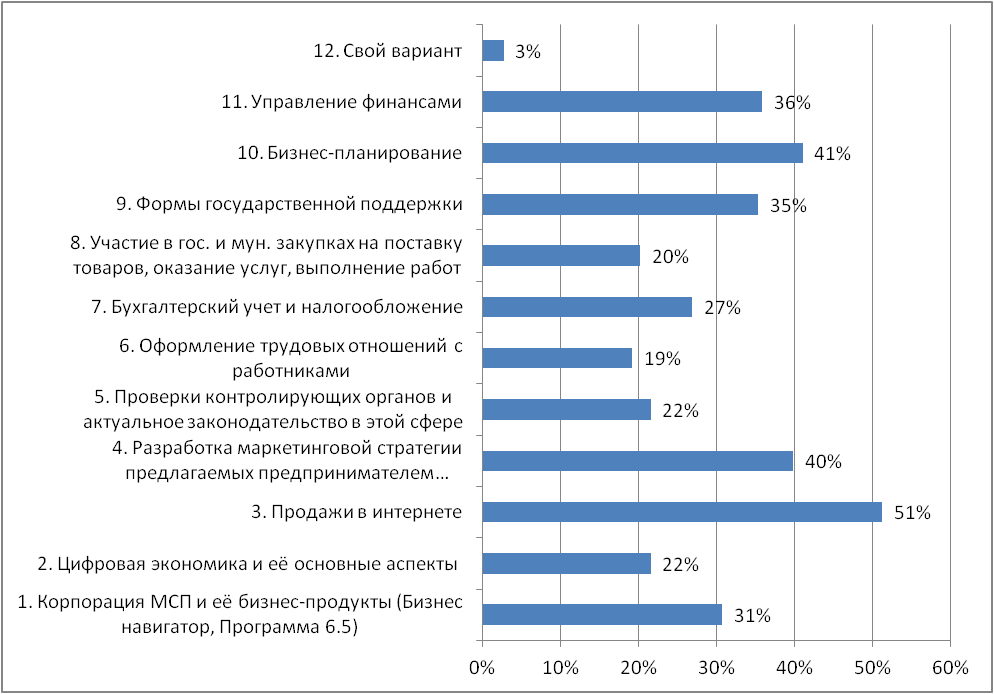 12. Свой вариант
3%
11. Управление финансами
36%
10. Бизнес-планирование
41%
9. Формы государственной поддержки
35%
8. Участие в гос. и мун. закупках на поставку
товаров, оказание услуг, выполнение работ
20%
7. Бухгалтерский учет и налогообложение
27%
6. Оформление трудовых отношений с
работниками
19%
5. Проверки контролирующих органов и
актуальное законодательство в этой сфере
22%
4. Разработка маркетинговой стратегии
предлагаемых предпринимателем...
40%
3. Продажи в интернете
51%
2. Цифровая экономика и её основные аспекты
22%
1. Корпорация МСП и её бизнес-продукты (Бизнес
навигатор, Программа 6.5)
31%
0% 10% 20% 30% 40% 50% 60%